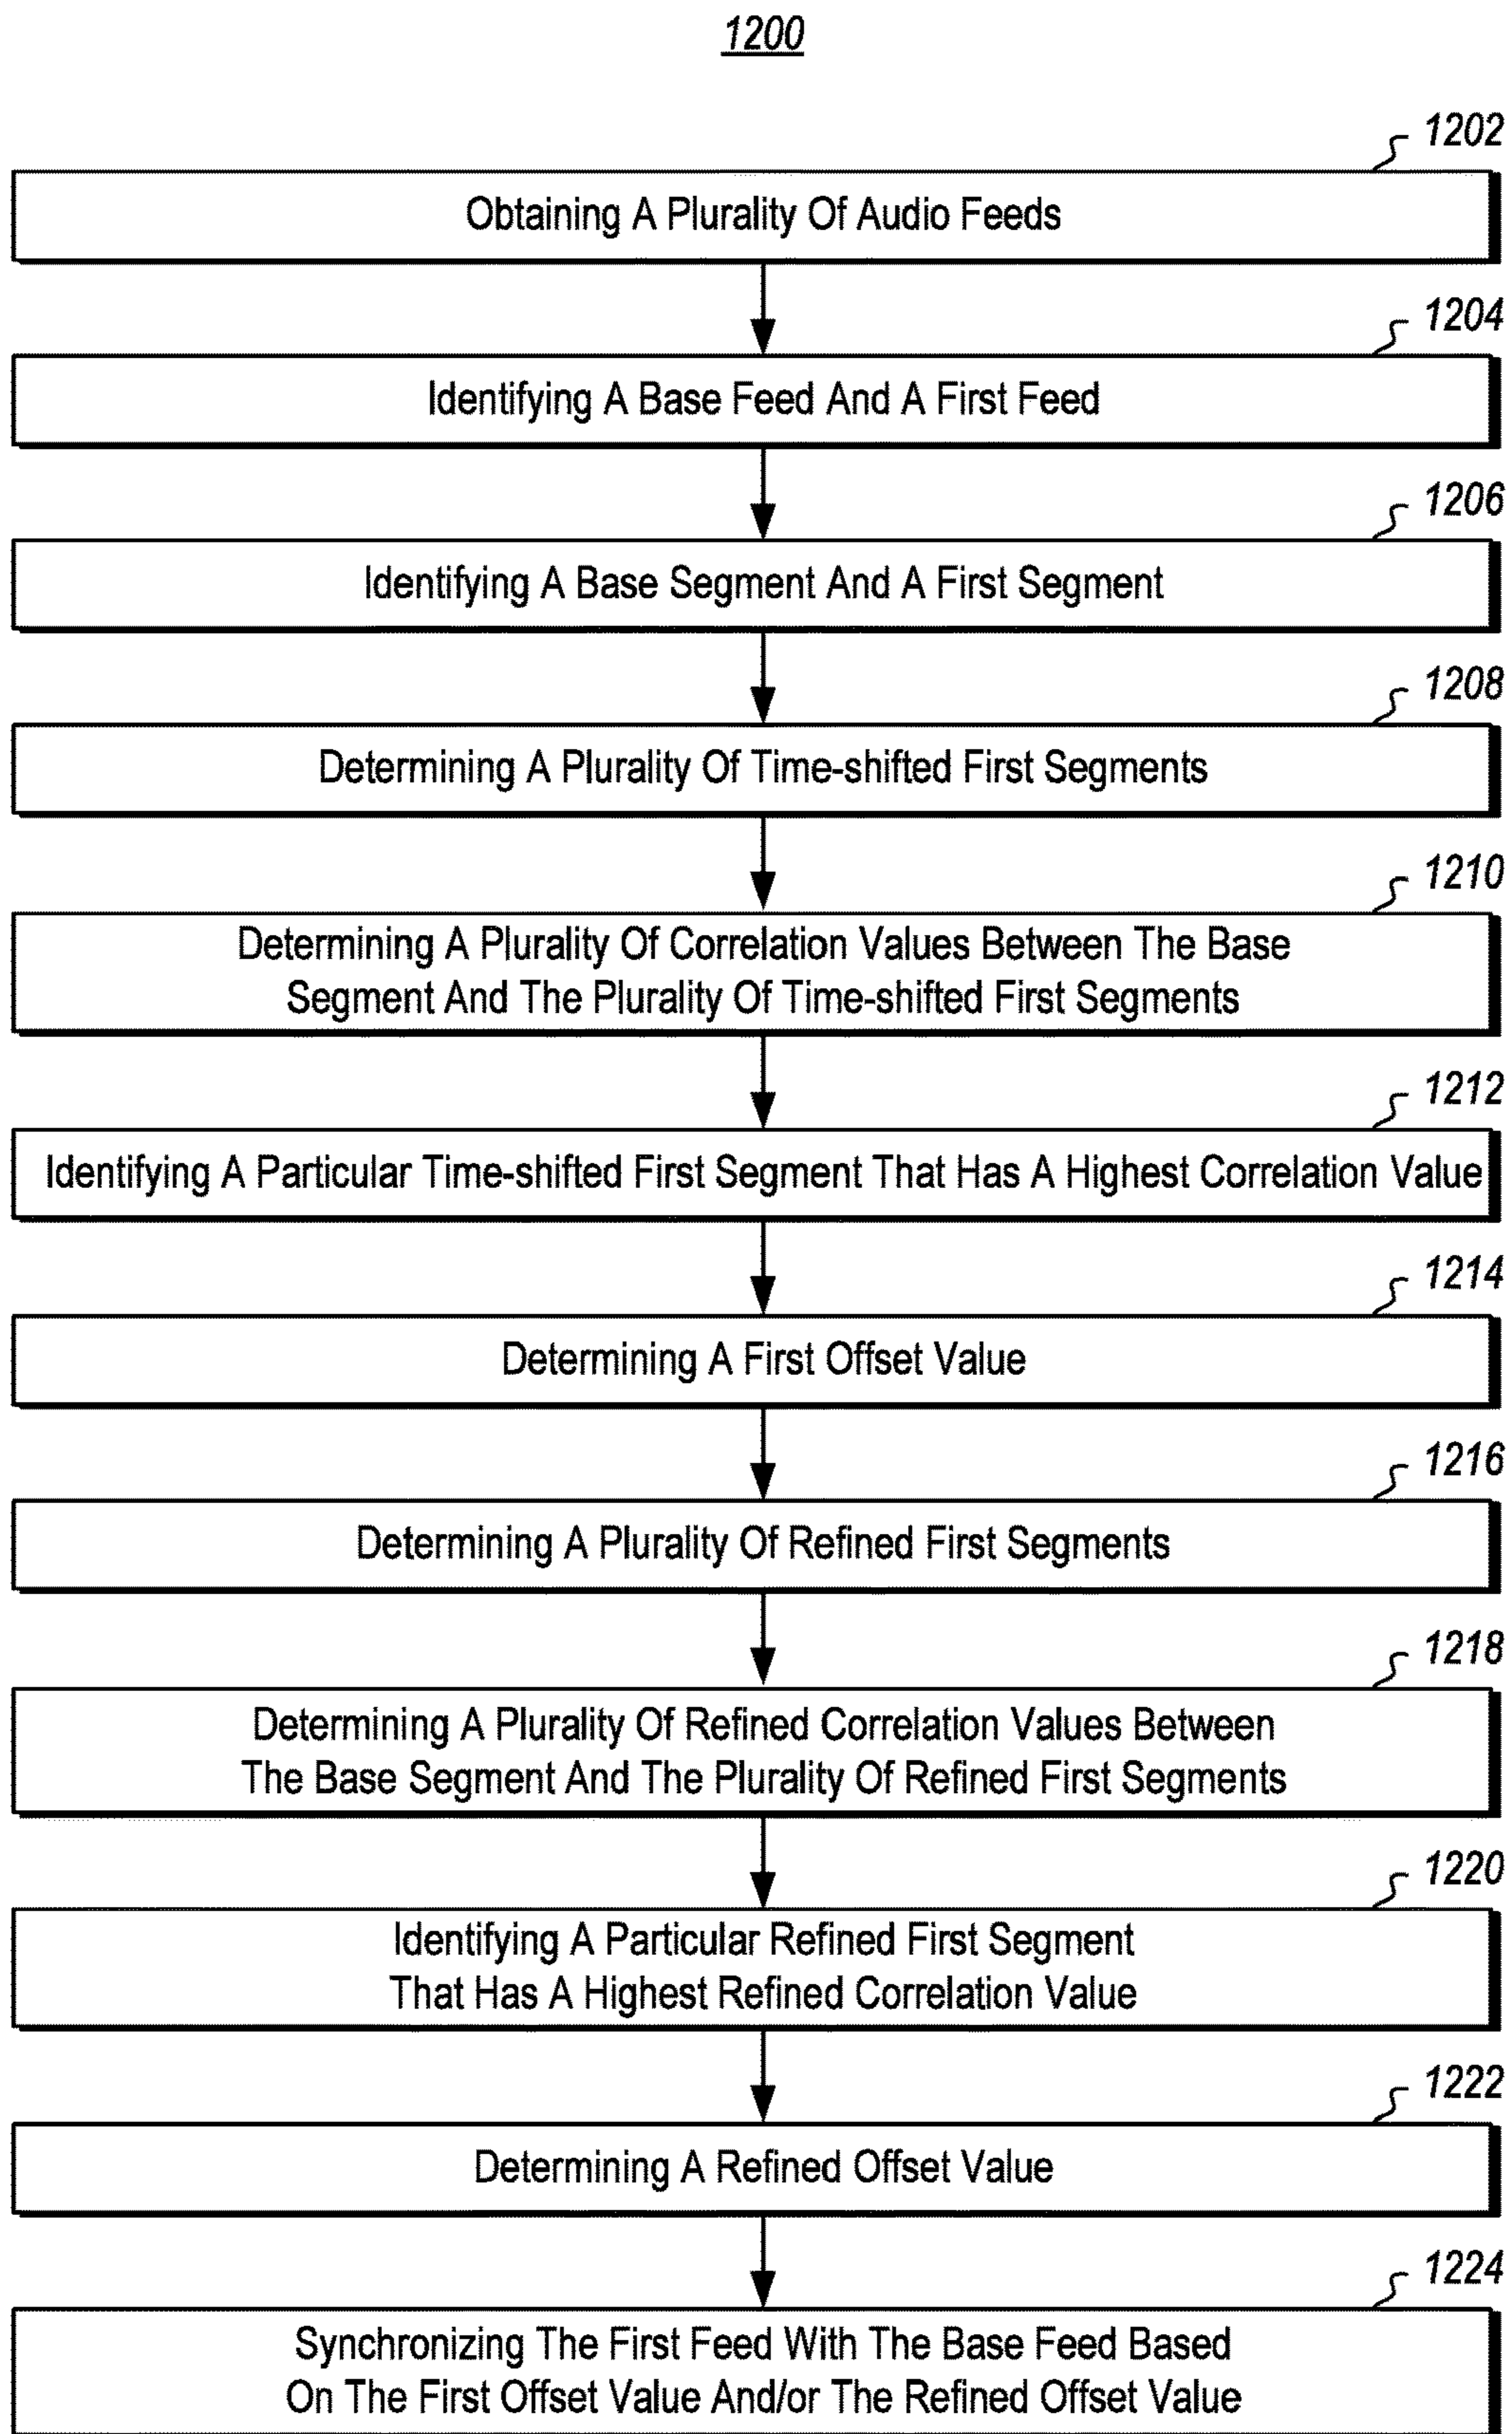 1200
1202
Obtaining A Plurality Of Audio Feeds
1204
Identifying A Base Feed And A First Feed
1206
Identifying A Base Segment And A First Segment
1208
Determining A Plurality Of Time-shifted First Segments
1210
Determining A Plurality Of Correlation Values Between The Base
Segment And The Plurality Of Time-shifted First Segments
1212
Identifying A Particular Time-shifted First Segment That Has A Highest Correlation Value
1214
Determining A First Offset Value
1216
Determining A Plurality Of Refined First Segments
1218
Determining A Plurality Of Refined Correlation Values Between
The Base Segment And The Plurality Of Refined First Segments
1220
Identifying A Particular Refined First Segment
That Has A Highest Refined Correlation Value
1222
Determining A Refined Offset Value
1224
Synchronizing The First Feed With The Base Feed Based
On The First Offset Value And/or The Refined Offset Value